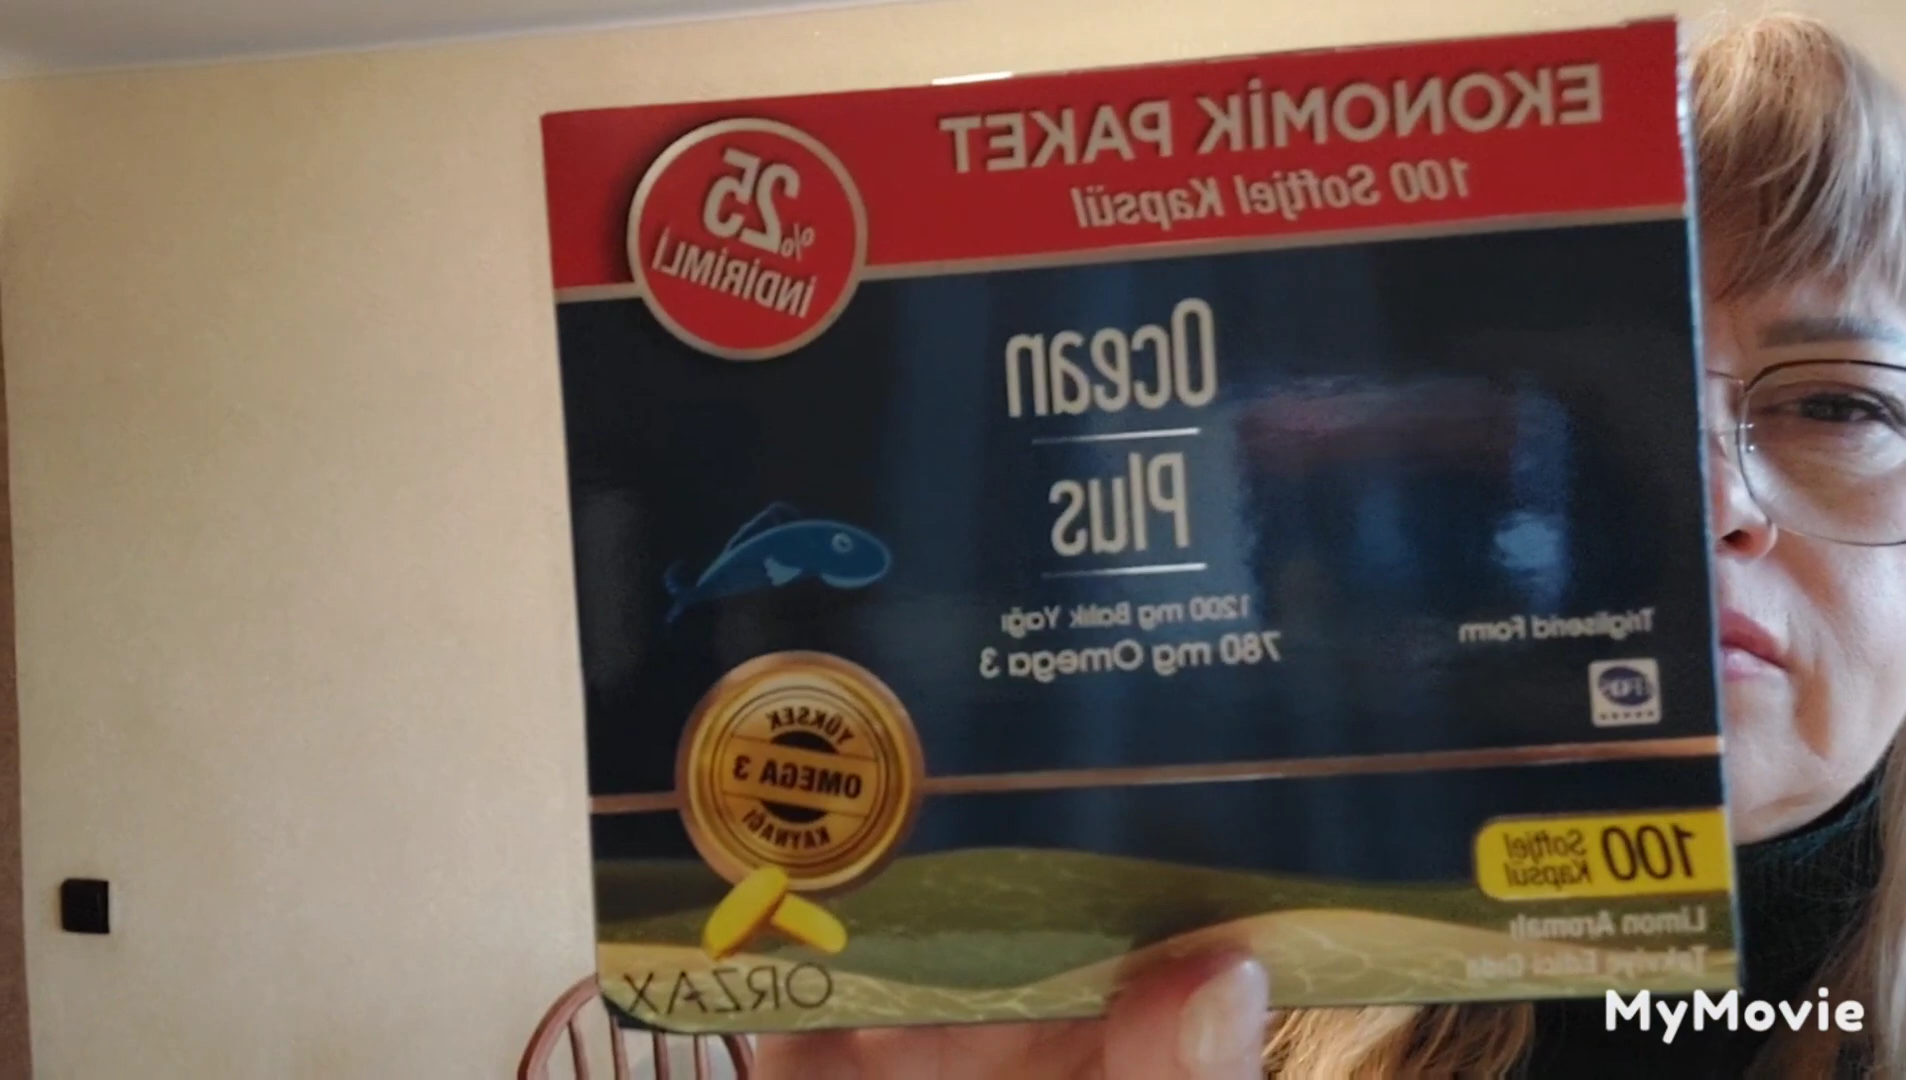 EKONOMİK PAKET
100 Softjel Kapsül
%25
İNDİRİMLİ
Ocean
Plus
1200 mg Balık Yağı
780 mg Omega 3
Trigliserid Form
YÜKSEK
OMEGA 3
KAYNAĞI
100 Softjel
Kapsül
Limon Aromalı
Takviye Edici Gıda
ORZAX
MyMovie